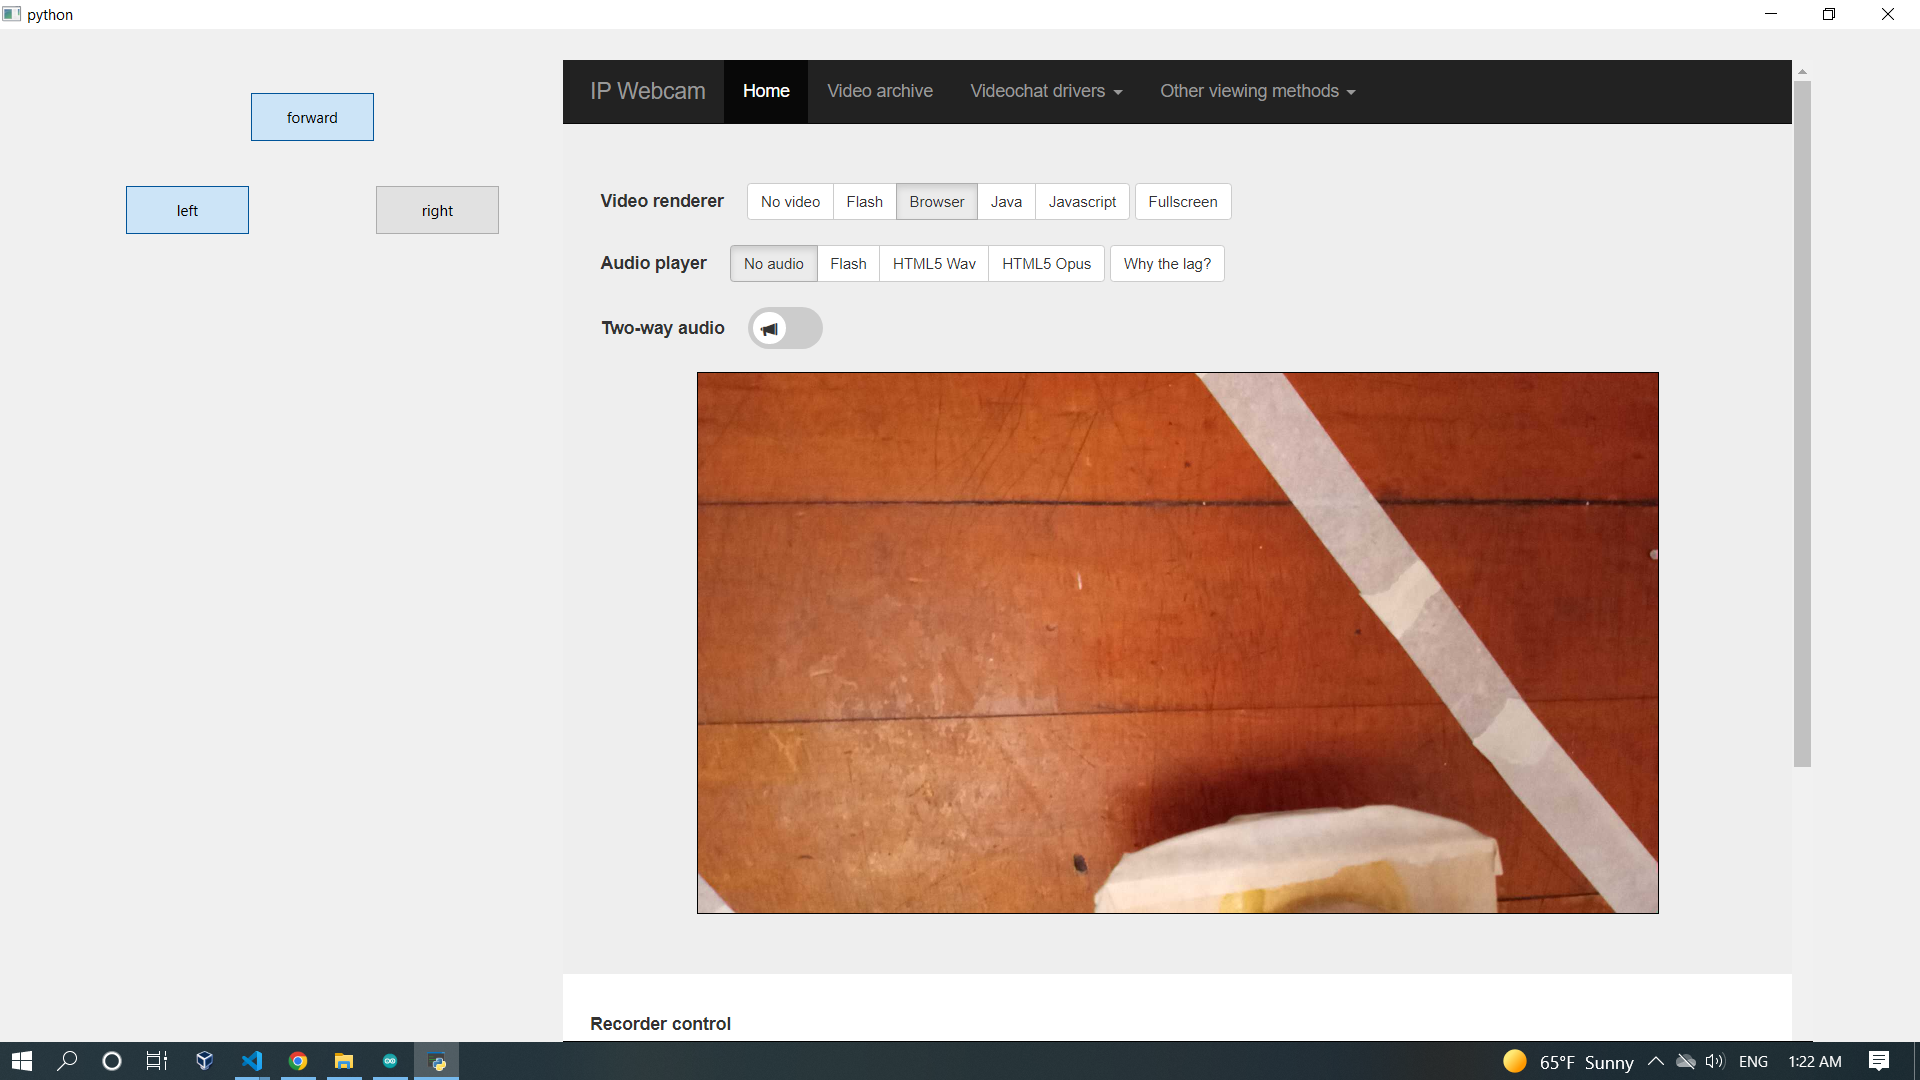 python
forward
left
right
IP Webcam Home Video archive Videochat drivers Other viewing methods
Video renderer No video Flash Browser Java Javascript Fullscreen
Audio player No audio Flash HTML5 Wav HTML5 Opus Why the lag?
Two-way audio
Recorder control
65°F Sunny ENG 1:22 AM